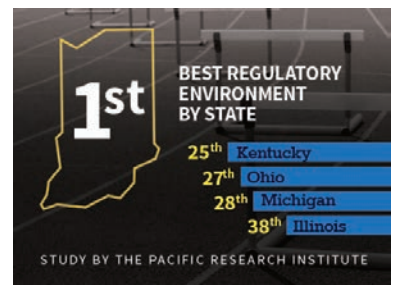 1st
BEST REGULATORY
ENVIRONMENT
BY STATE
25th Kentucky
27th Ohio
28th Michigan
38th Illinois
STUDY BY THE PACIFIC RESEARCH INSTITUTE